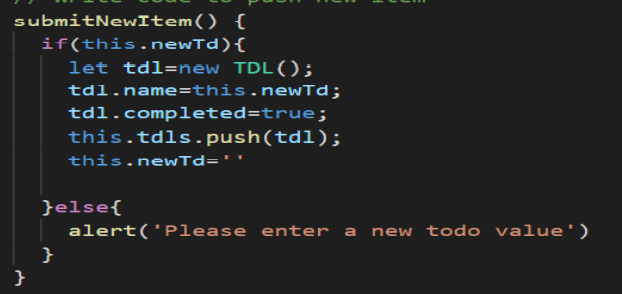 // Write code to push new item
submitNewItem() {
if(this.newTd){
let tdl=new TDL();
tdl.name=this.newTd;
tdl.completed=true;
this.tdls.push(tdl);
this.newTd=''
}else{
alert('Please enter a new todo value')
}
}